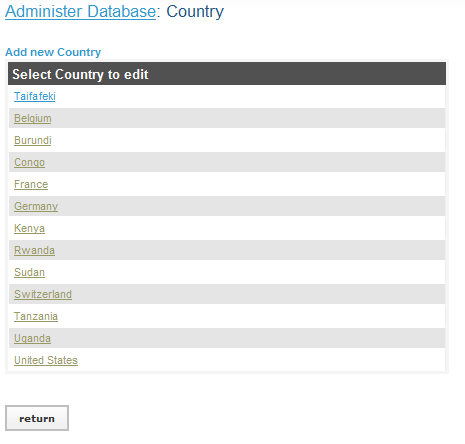 Administer Database: Country
Add new Country
Select Country to edit
Taifafeki
Belgium
Burundi
Congo
France
Germany
Kenya
Rwanda
Sudan
Switzerland
Tanzania
Uganda
United States
return